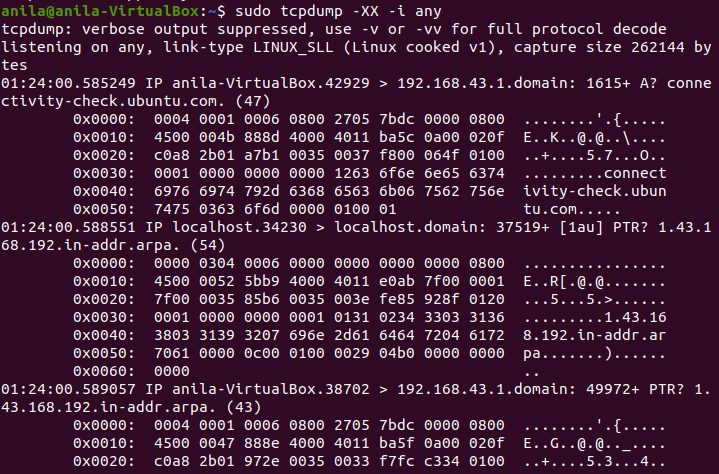 anila@anila-VirtualBox:~$ sudo tcpdump -XX -i any
tcpdump: verbose output suppressed, use -v or -vv for full protocol decode
listening on any, link-type LINUX_SLL (Linux cooked v1), capture size 262144 by
tes
01:24:00.585249 IP anila-VirtualBox.42929 > 192.168.43.1.domain: 1615+ A? conne
ctivity-check.ubuntu.com. (47)
0x0000:  0004 0001 0006 0800 2705 7bdc 0000 0800  ........'.{.....
0x0010:  4500 004b 888d 4000 4011 ba5c 0a00 020f  E..K..@.@..\....
0x0020:  c0a8 2b01 a7b1 0035 0037 f800 064f 0100  ..+....5.7...O..
0x0030:  0001 0000 0000 0000 1263 6f6e 6e65 6374  .........connect
0x0040:  6976 6974 792d 6368 6563 6b06 7562 756e  ivity-check.ubun
0x0050:  7475 0363 6f6d 0000 0100 01              tu.com.....
01:24:00.588551 IP localhost.34230 > localhost.domain: 37519+ [1au] PTR? 1.43.1
68.192.in-addr.arpa. (54)
0x0000:  0000 0304 0006 0000 0000 0000 0000 0800  ................
0x0010:  4500 0052 5bb9 4000 4011 e0ab 7f00 0001  E..R[.@.@.......
0x0020:  7f00 0035 85b6 0035 003e fe85 928f 0120  ...5...5.>......
0x0030:  0001 0000 0000 0001 0131 0234 3303 3136  .........1.43.16
0x0040:  3803 3139 3207 696e 2d61 6464 7204 6172  8.192.in-addr.ar
0x0050:  7061 0000 0c00 0100 0029 04b0 0000 0000  pa.......)......
0x0060:  0000                                     ..
01:24:00.589057 IP anila-VirtualBox.38702 > 192.168.43.1.domain: 49972+ PTR? 1.
43.168.192.in-addr.arpa. (43)
0x0000:  0004 0001 0006 0800 2705 7bdc 0000 0800  ........'.{.....
0x0010:  4500 0047 888e 4000 4011 ba5f 0a00 020f  E..G..@.@.._....
0x0020:  c0a8 2b01 972e 0035 0033 f7fc c334 0100  ..+....5.3...4..